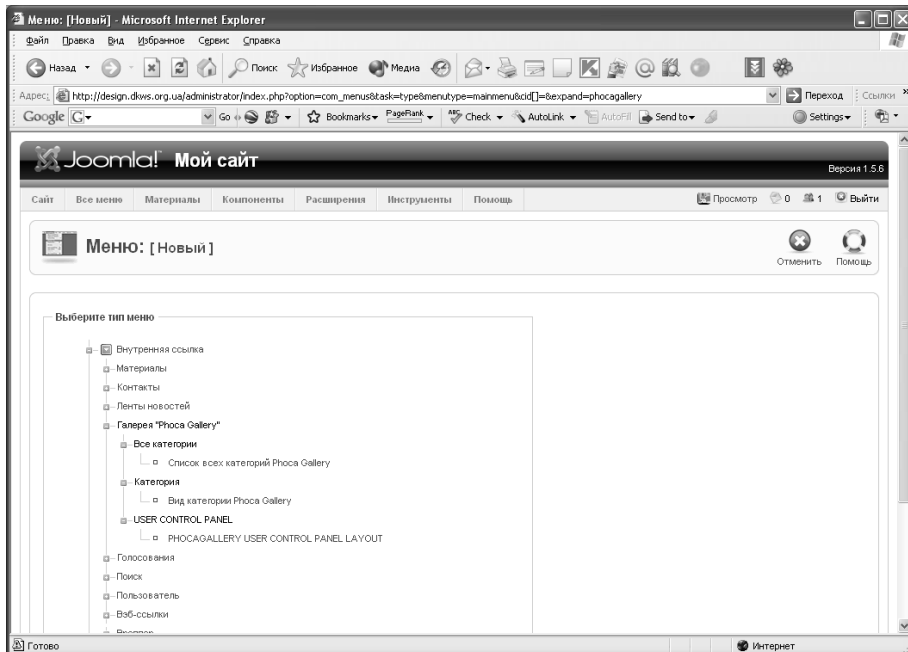 Меню: [Новый] - Microsoft Internet Explorer
Файл Правка Вид Избранное Сервис Справка
Назад Поиск Избранное Медиа
Адрес: http://design.dkws.org.ua/administrator/index.php?option=com_menus&task=type&menutype=mainmenu&cid[]=&expand=phocagallery Переход Ссылки »
Google G Go Bookmarks PageRank ABC Check AutoLink AutoFill Send to Settings
Joomla! Мой сайт
Версия 1.5.6
Сайт Все меню Материалы Компоненты Расширения Инструменты Помощь Просмотр 0 1 Выйти
Меню: [ Новый ]
Отменить Помощь
Выберите тип меню
Внутренняя ссылка
Материалы
Контакты
Ленты новостей
Галерея "Phoca Gallery"
Все категории
Список всех категорий Phoca Gallery
Категория
Вид категории Phoca Gallery
USER CONTROL PANEL
PHOCAGALLERY USER CONTROL PANEL LAYOUT
Голосования
Поиск
Пользователь
Вэб-ссылки
Готово Интернет